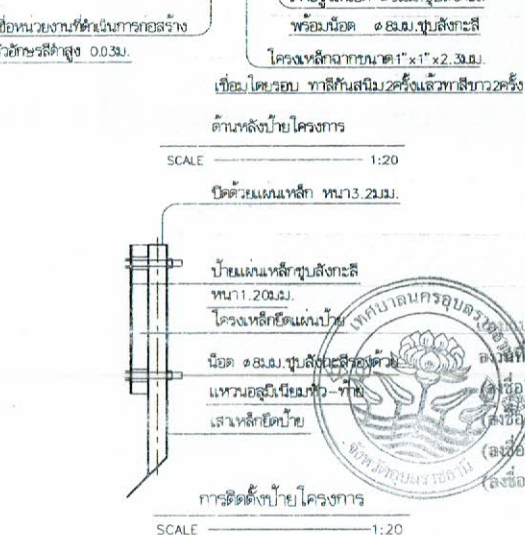 ชื่อหน่วยงานที่ดำเนินการก่อสร้าง
ตัวอักษรสีดำสูง 0.03ม.
พร้อมน็อต ø8มม.ชุบสังกะสี
โครงเหล็กฉากขนาด1"x1"x2.3มม.
เชื่อมโดยรอบ ทาสีกันสนิม2ครั้งแล้วทาสีขาว2ครั้ง
ด้านหลังป้ายโครงการ
SCALE 1:20
ปิดด้วยแผ่นเหล็ก หนา3.2มม.
ป้ายแผ่นเหล็กชุบสังกะสี
หนา1.20มม.
โครงเหล็กยึดแผ่นป้าย
น็อต ø8มม.ชุบสังกะสีรองด้วย
แหวนอลูมิเนียมหัว-ท้าย
เสาเหล็กยึดป้าย
เทศบาลนครอุบลราชธานี
จังหวัดอุบลราชธานี
(ลงชื่อ
(ลงชื่อ
(ลงชื่อ
(ลงชื่อ
การติดตั้งป้ายโครงการ
SCALE 1:20